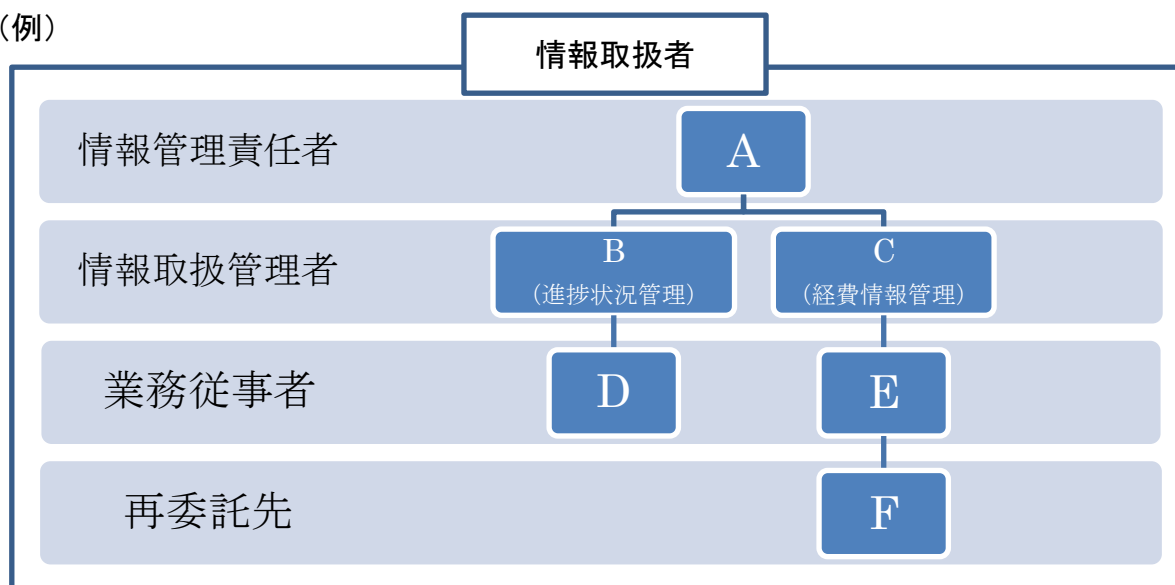 （例）
情報取扱者
情報管理責任者
A
情報取扱管理者
B
（進捗状況管理）
C
（経費情報管理）
業務従事者
D
E
再委託先
F